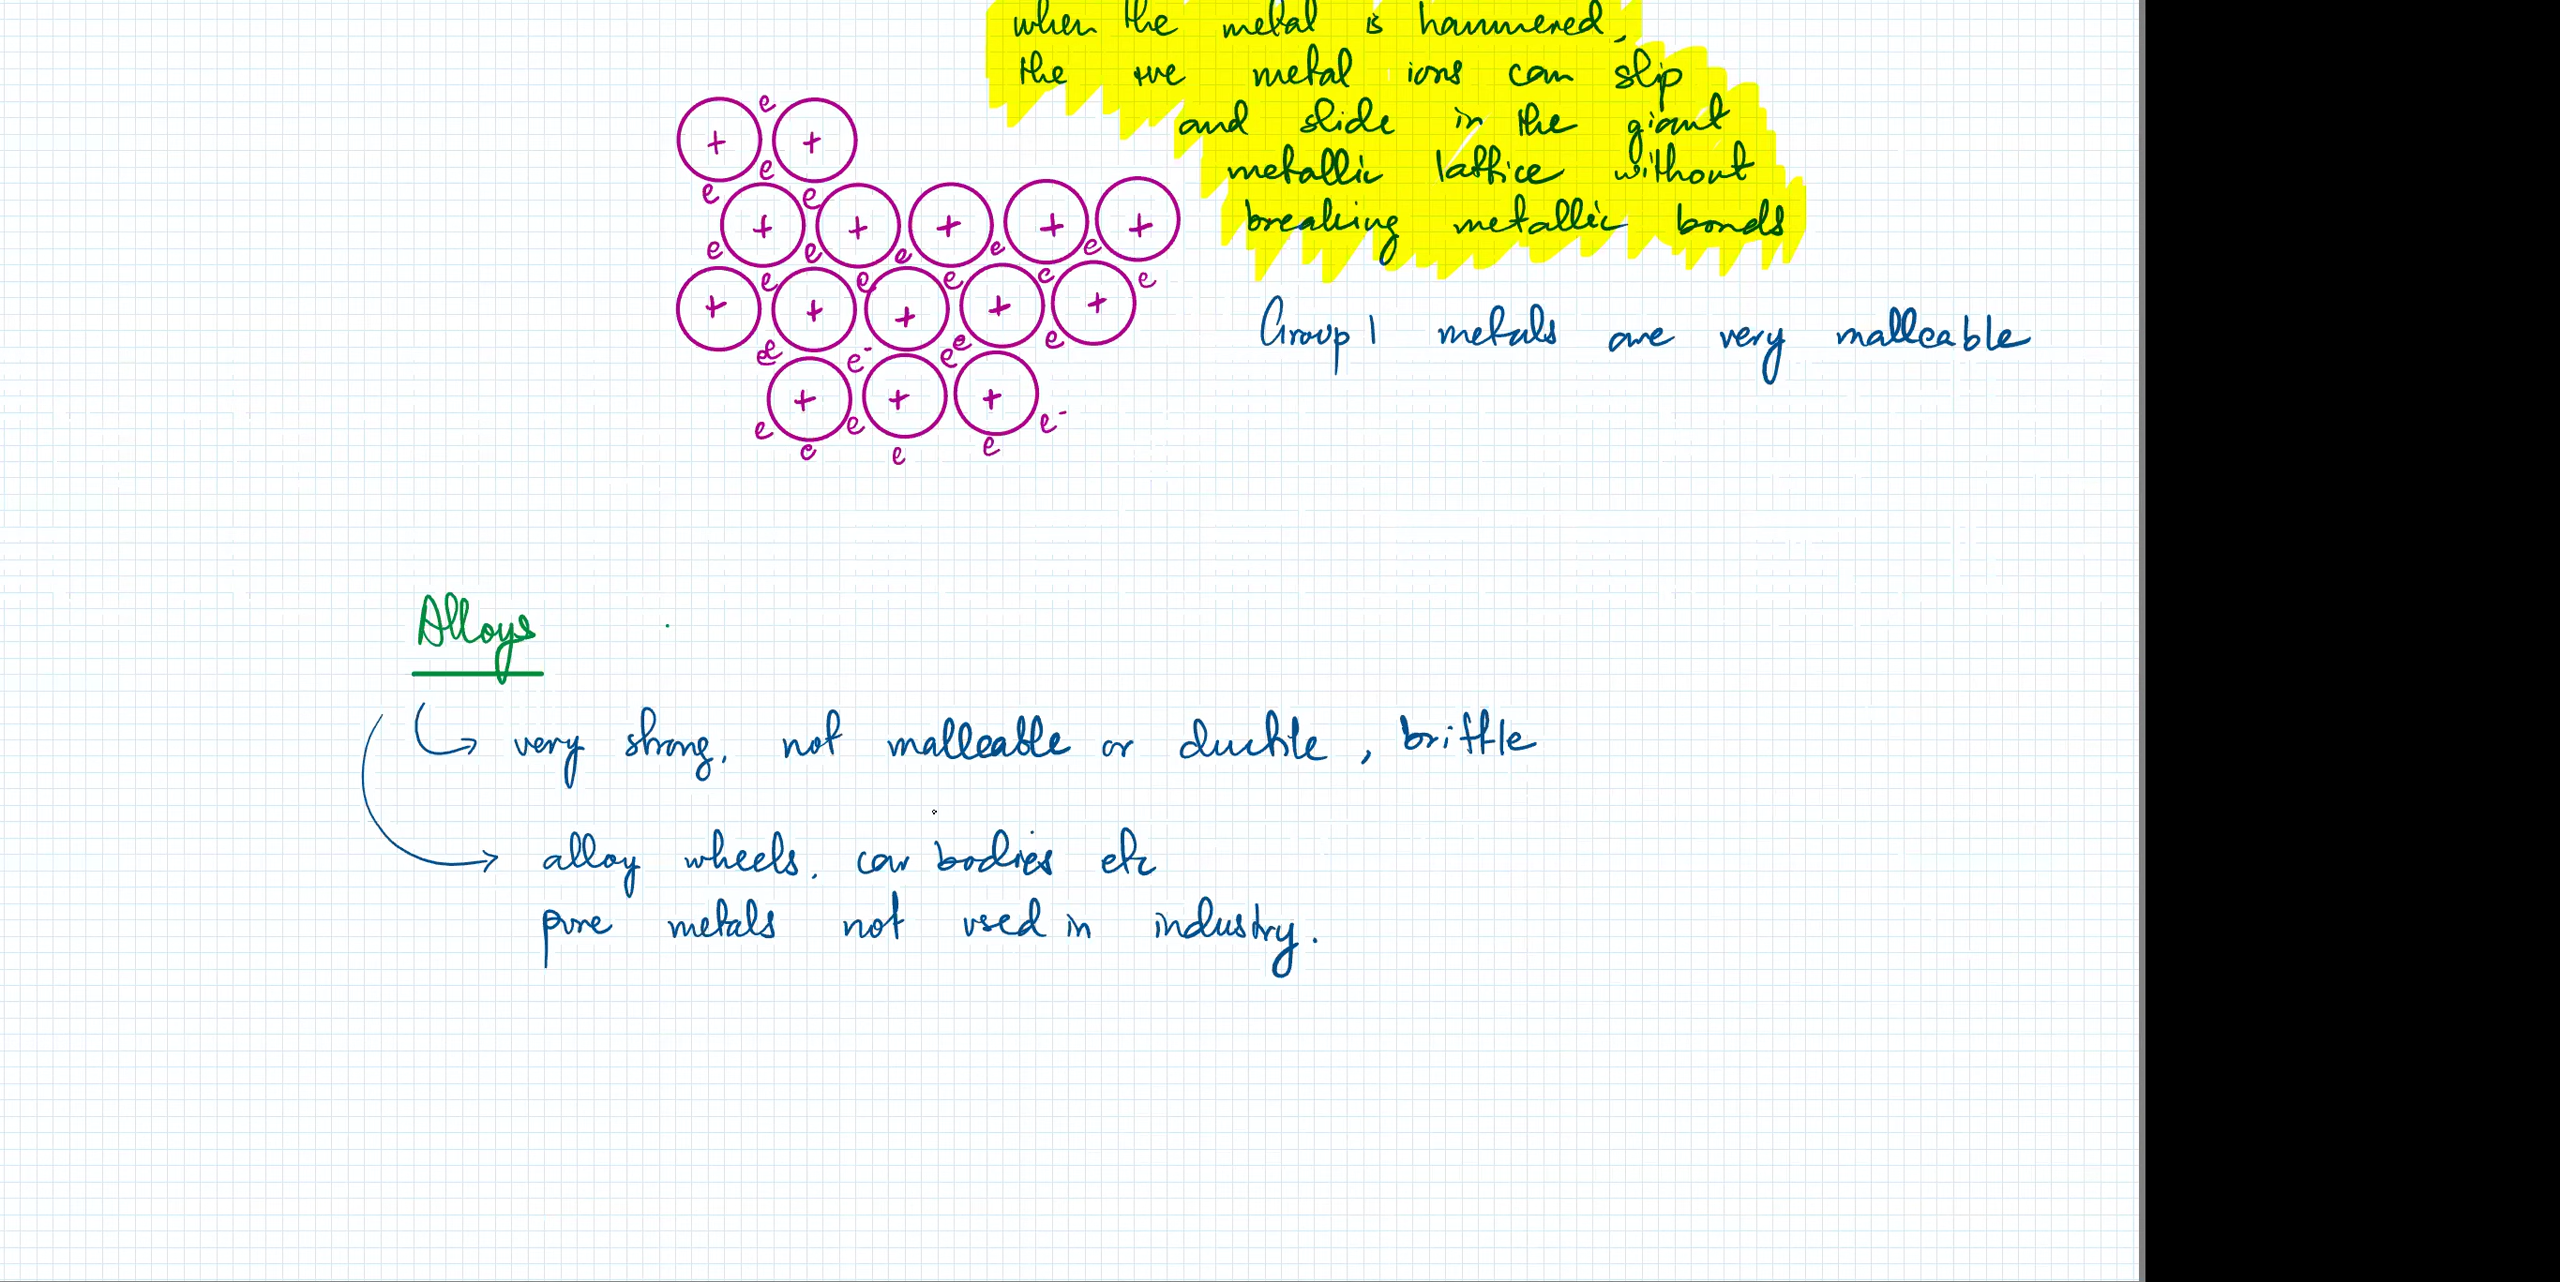 when the metal is hammered,
the +ve metal ions can slip
and slide in the giant
metallic lattice without
breaking metallic bonds
e
+ +
e
e e
+ + + + +
e e e e e
e e e e e
+ + + + +
e e⁻ e e e
+ + +
e e e⁻
e e e
Group 1 metals are very malleable
Alloys
very strong, not malleable or ductile, brittle
alloy wheels, car bodies etc
pure metals not used in industry.